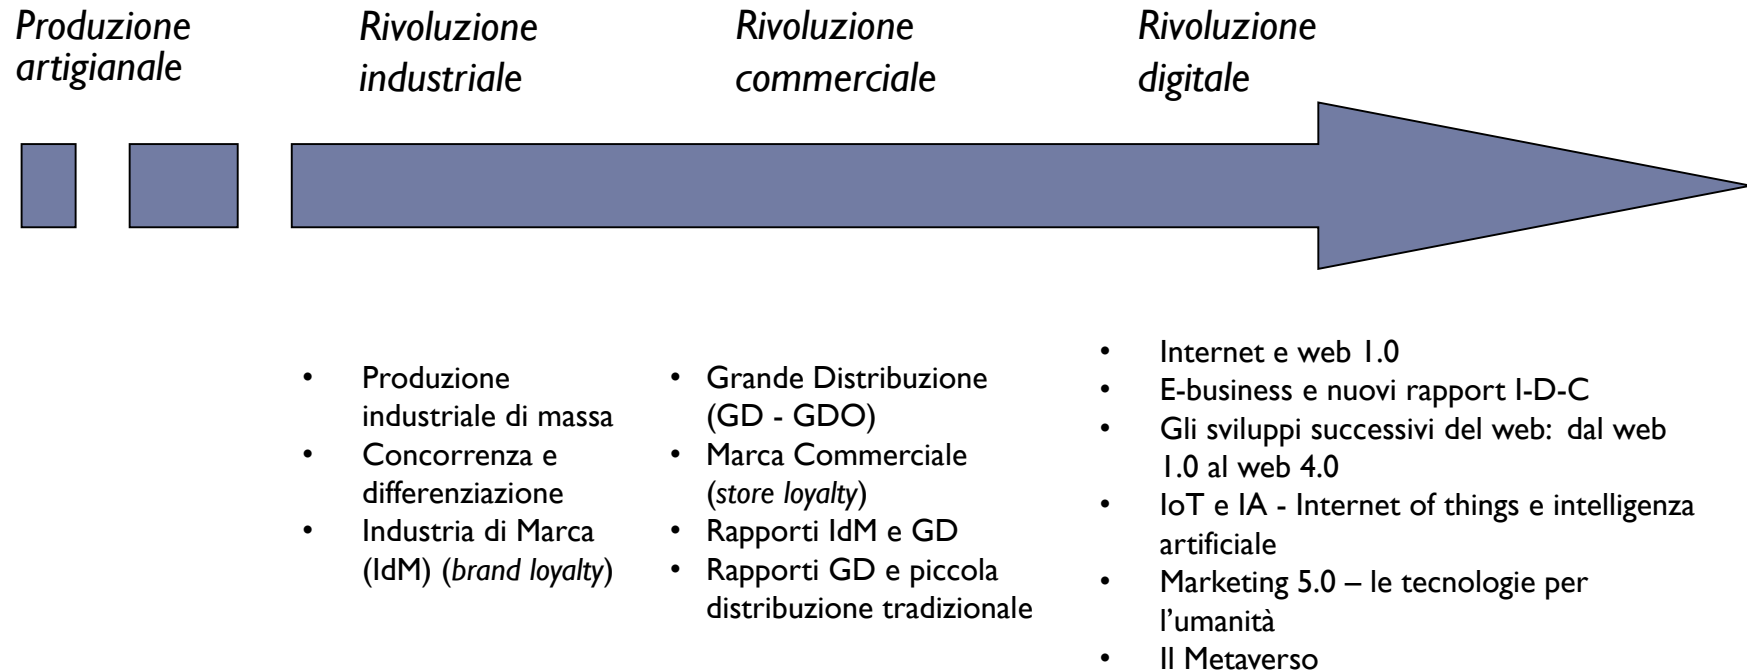 Produzione
artigianale
Rivoluzione
industriale
Rivoluzione
commerciale
Rivoluzione
digitale
• Produzione
industriale di massa
• Concorrenza e
differenziazione
• Industria di Marca
(IdM) (brand loyalty)
• Grande Distribuzione
(GD - GDO)
• Marca Commerciale
(store loyalty)
• Rapporti IdM e GD
• Rapporti GD e piccola
distribuzione tradizionale
• Internet e web 1.0
• E-business e nuovi rapport I-D-C
• Gli sviluppi successivi del web: dal web
1.0 al web 4.0
• IoT e IA - Internet of things e intelligenza
artificiale
• Marketing 5.0 – le tecnologie per
l’umanità
• Il Metaverso